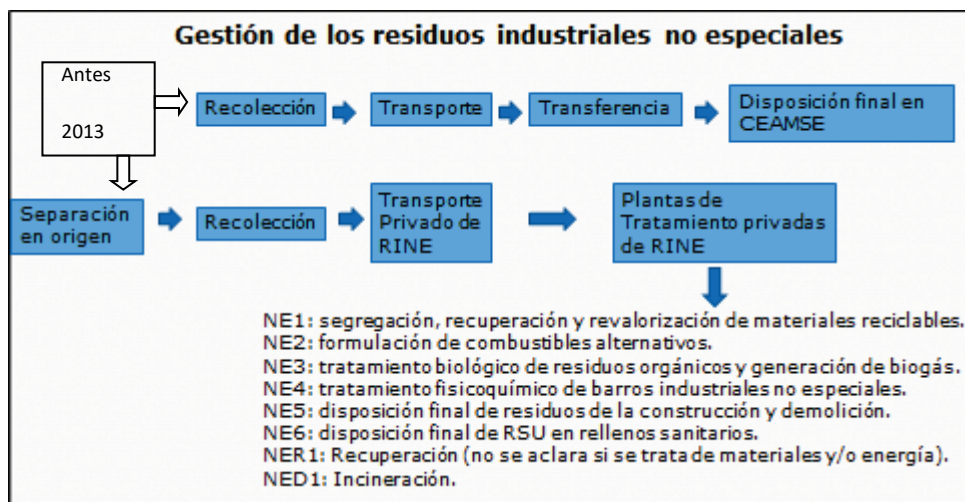 Gestión de los residuos industriales no especiales
Antes
2013
Recolección
Transporte
Transferencia
Disposición final en
CEAMSE
Separación
en origen
Recolección
Transporte
Privado de
RINE
Plantas de
Tratamiento privadas
de RINE
NE1: segregación, recuperación y revalorización de materiales reciclables.
NE2: formulación de combustibles alternativos.
NE3: tratamiento biológico de residuos orgánicos y generación de biogás.
NE4: tratamiento fisicoquímico de barros industriales no especiales.
NE5: disposición final de residuos de la construcción y demolición.
NE6: disposición final de RSU en rellenos sanitarios.
NER1: Recuperación (no se aclara si se trata de materiales y/o energía).
NED1: Incineración.